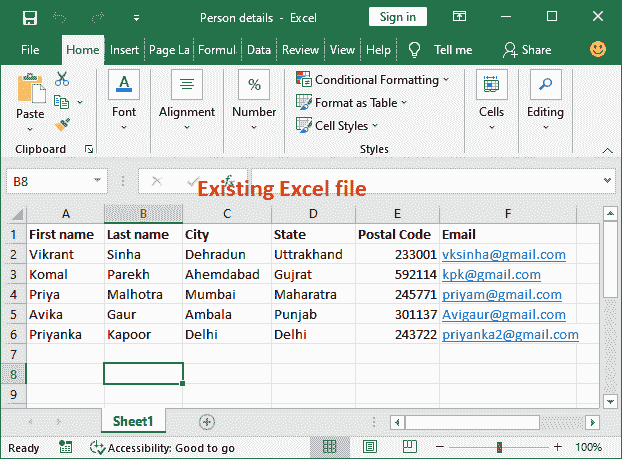 Person details - Excel
Sign in
File Home Insert Page La Formul Data Review View Help Tell me Share
Paste
Clipboard
Font
Alignment
%
Number
Conditional Formatting
Format as Table
Cell Styles
Styles
Cells
Editing
B8
fx
Existing Excel file
A B C D E F
1 First name Last name City State Postal Code Email
2 Vikrant Sinha Dehradun Uttrakhand 233001 vksinha@gmail.com
3 Komal Parekh Ahemdabad Gujrat 592114 kpk@gmail.com
4 Priya Malhotra Mumbai Maharatra 245771 priyam@gmail.com
5 Avika Gaur Ambala Punjab 301137 Avigaur@gmail.com
6 Priyanka Kapoor Delhi Delhi 243722 priyanka2@gmail.com
7
8
9
Sheet1
Ready Accessibility: Good to go 100%